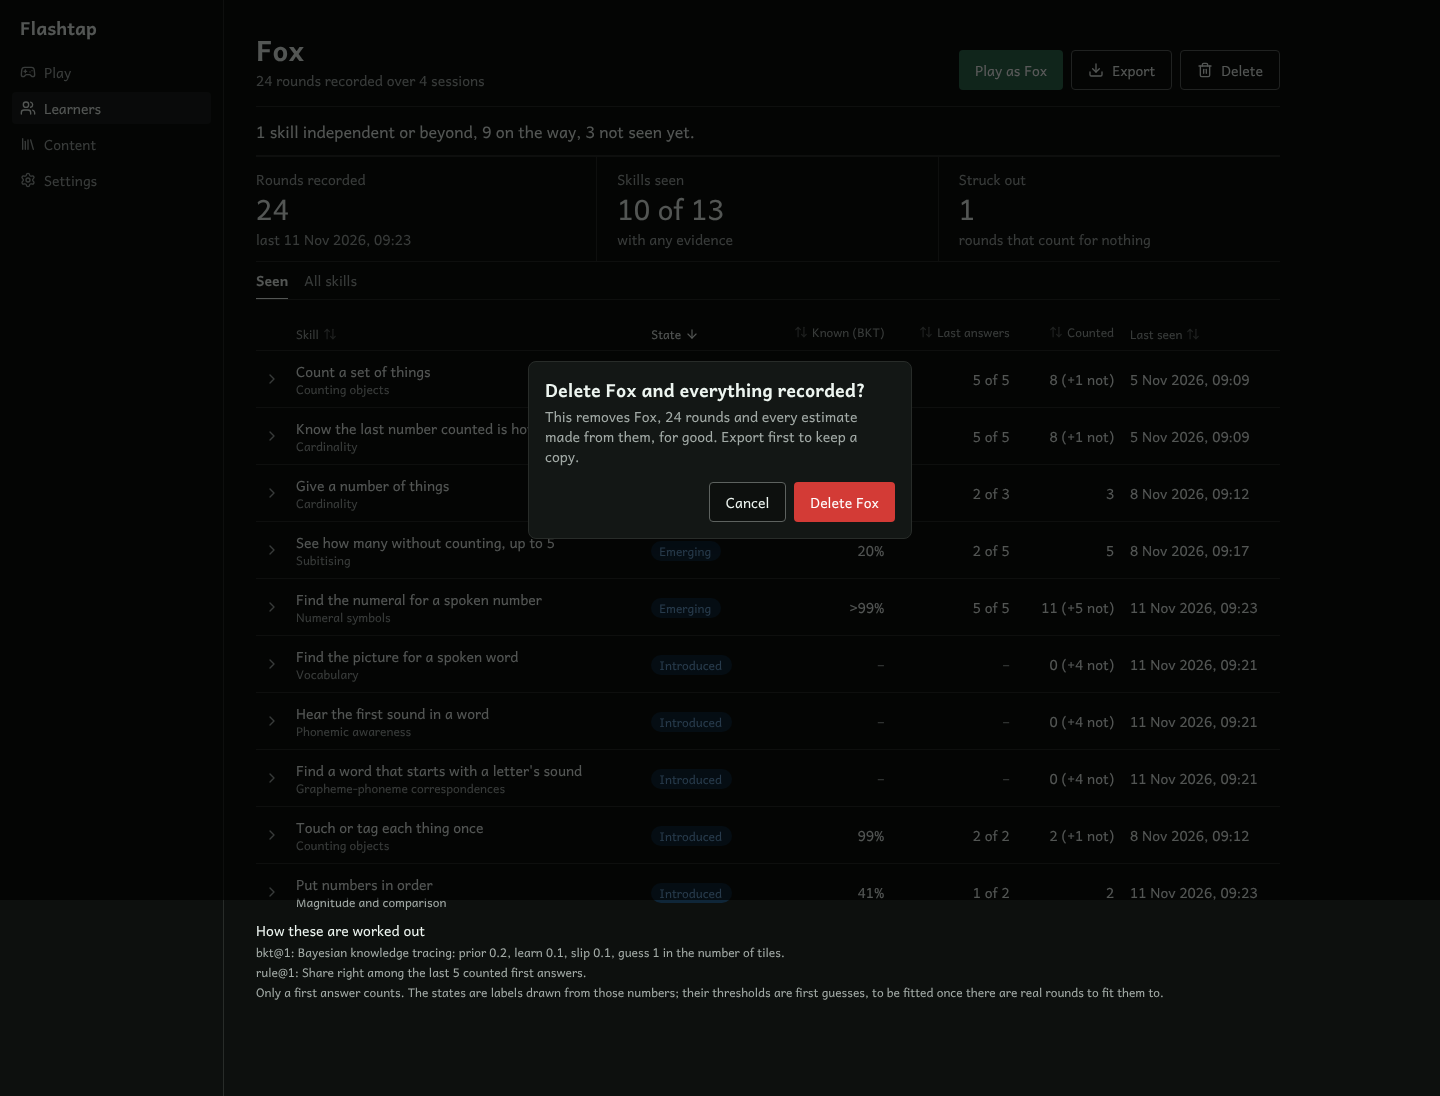 Flashtap
Play
Learners
Content
Settings
Fox
24 rounds recorded over 4 sessions
Play as Fox
Export
Delete
1 skill independent or beyond, 9 on the way, 3 not seen yet.
Rounds recorded
24
last 11 Nov 2026, 09:23
Skills seen
10 of 13
with any evidence
Struck out
1
rounds that count for nothing
Seen
All skills
Skill State Known (BKT) Last answers Counted Last seen
Count a set of things
Counting objects
5 of 5 8 (+1 not) 5 Nov 2026, 09:09
Know the last number counted is
Cardinality
5 of 5 8 (+1 not) 5 Nov 2026, 09:09
Give a number of things
Cardinality
2 of 3 3 8 Nov 2026, 09:12
Delete Fox and everything recorded?
This removes Fox, 24 rounds and every estimate
made from them, for good. Export first to keep a
copy.
Cancel
Delete Fox
See how many without counting, up to 5
Subitising
Emerging 20% 2 of 5 5 8 Nov 2026, 09:17
Find the numeral for a spoken number
Numeral symbols
Emerging >99% 5 of 5 11 (+5 not) 11 Nov 2026, 09:23
Find the picture for a spoken word
Vocabulary
Introduced – – 0 (+4 not) 11 Nov 2026, 09:21
Hear the first sound in a word
Phonemic awareness
Introduced – – 0 (+4 not) 11 Nov 2026, 09:21
Find a word that starts with a letter's sound
Grapheme-phoneme correspondences
Introduced – – 0 (+4 not) 11 Nov 2026, 09:21
Touch or tag each thing once
Counting objects
Introduced 99% 2 of 2 2 (+1 not) 8 Nov 2026, 09:12
Put numbers in order
Magnitude and comparison
Introduced 41% 1 of 2 2 11 Nov 2026, 09:23
How these are worked out
bkt@1: Bayesian knowledge tracing: prior 0.2, learn 0.1, slip 0.1, guess 1 in the number of tiles.
rule@1: Share right among the last 5 counted first answers.
Only a first answer counts. The states are labels drawn from those numbers; their thresholds are first guesses, to be fitted once there are real rounds to fit them to.